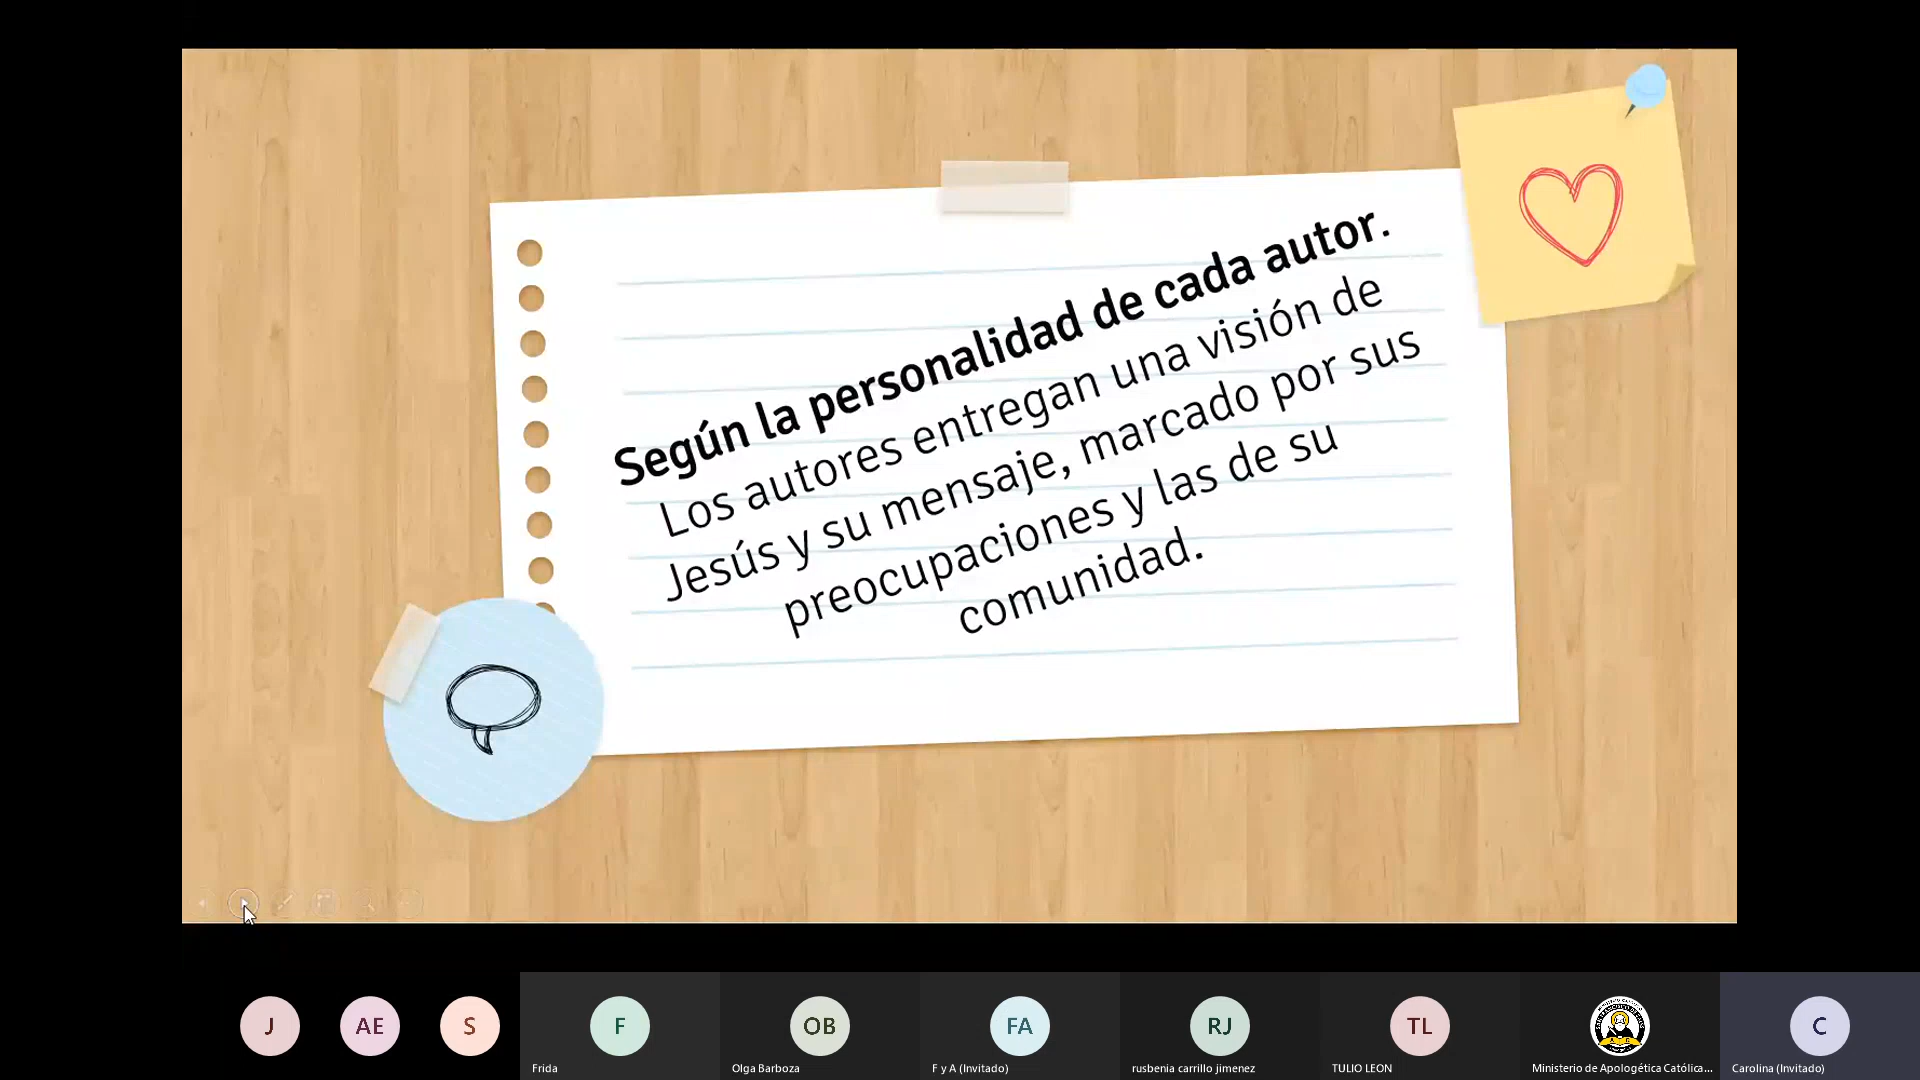 Según la personalidad de cada autor.
Los autores entregan una visión de
Jesús y su mensaje, marcado por sus
preocupaciones y las de su
comunidad.
J
AE
S
F
OB
FA
RJ
TL
C
Frida
Olga Barboza
F y A (Invitado)
rusbenia carrillo jimenez
TULIO LEON
Ministerio de Apologética Católica...
Carolina (Invitado)